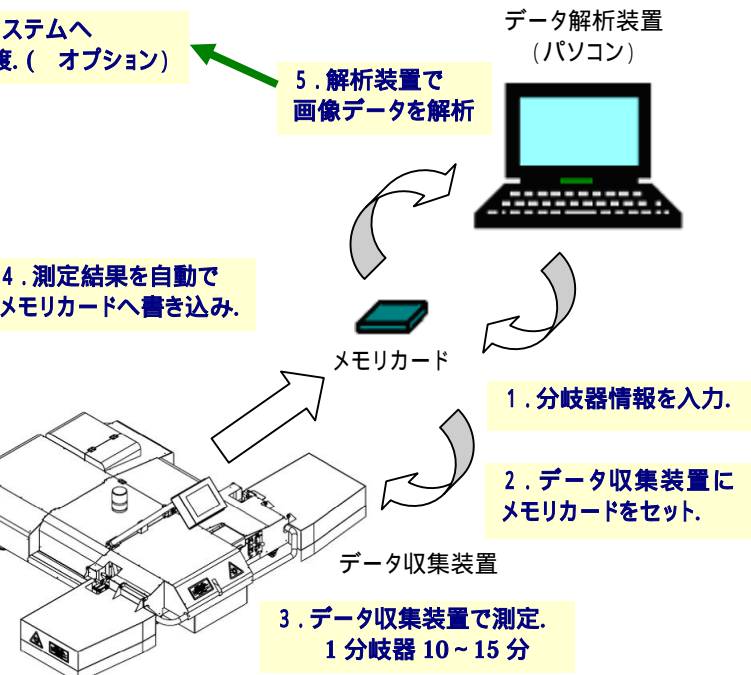 データ解析装置
(パソコン)
ステムへ
渡.( オプション)
5.解析装置で
画像データを解析
4.測定結果を自動で
メモリカードへ書き込み.
メモリカード
1.分岐器情報を入力.
2.データ収集装置に
メモリカードをセット.
データ収集装置
3.データ収集装置で測定.
1分岐器 10~15 分